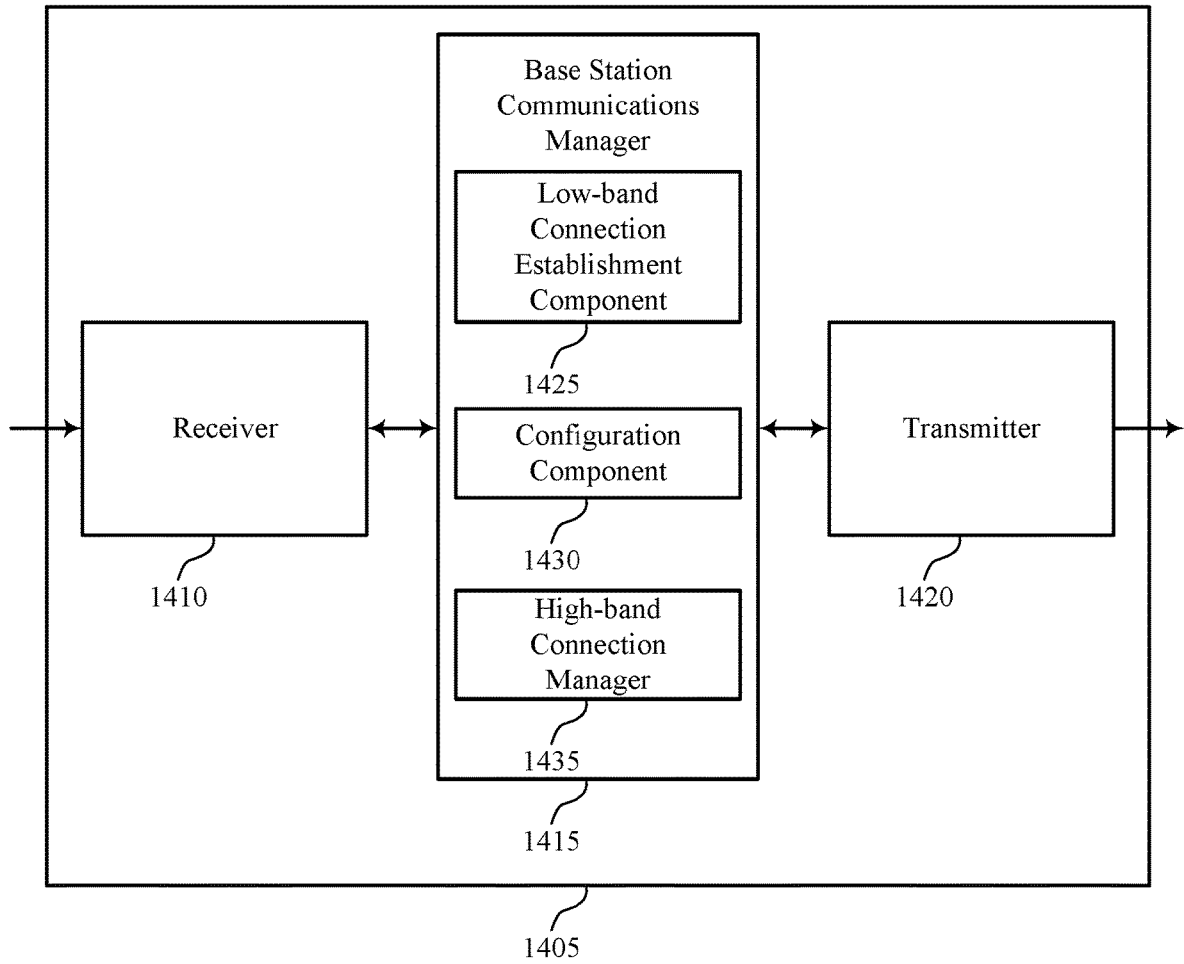 Base Station
Communications
Manager
Low-band
Connection
Establishment
Component
1425
Receiver
1410
Configuration
Component
1430
Transmitter
1420
High-band
Connection
Manager
1435
1415
1405